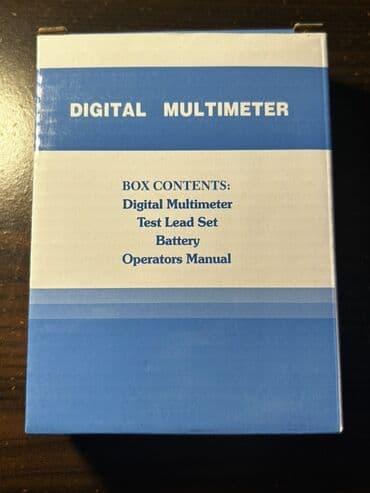 DIGITAL MULTIMETER
BOX CONTENTS:
Digital Multimeter
Test Lead Set
Battery
Operators Manual